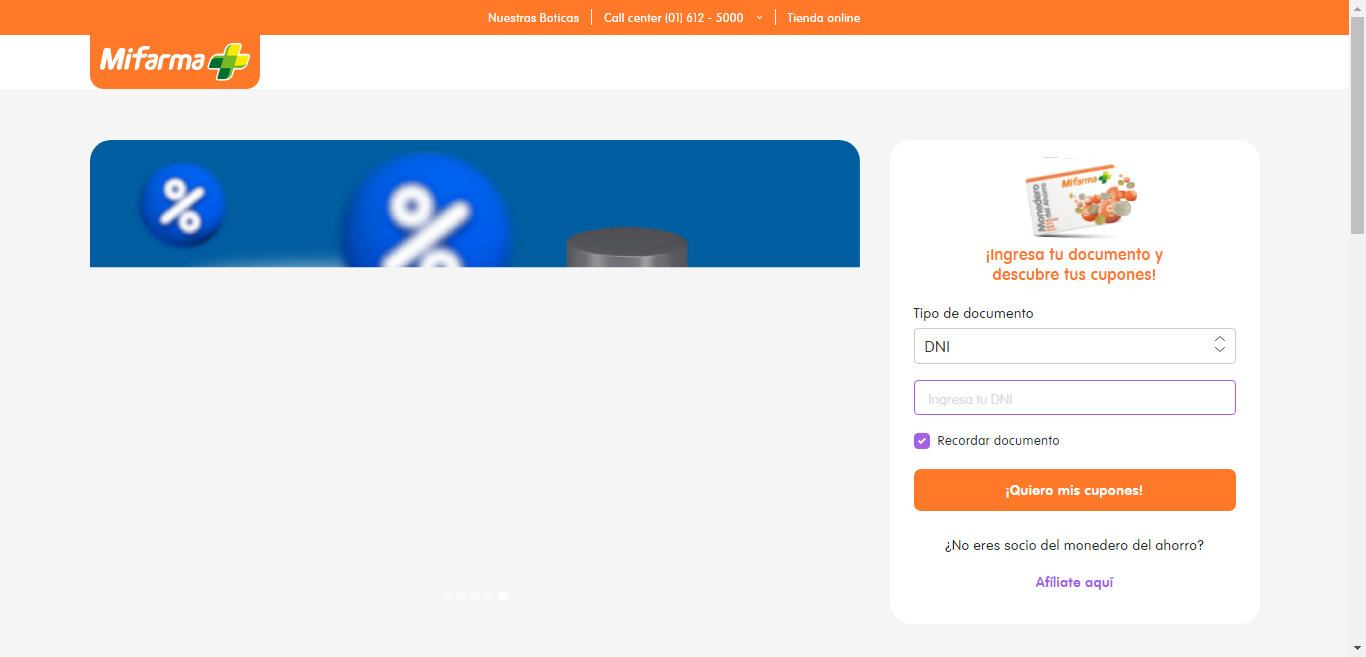 Nuestras Boticas
Call center (01) 612 - 5000
Tienda online
Mifarma
%
%
Mifarma
Monedero
del Ahorro
¡Ingresa tu documento y
descubre tus cupones!
Tipo de documento
DNI
Ingresa tu DNI
Recordar documento
¡Quiero mis cupones!
¿No eres socio del monedero del ahorro?
Afíliate aquí